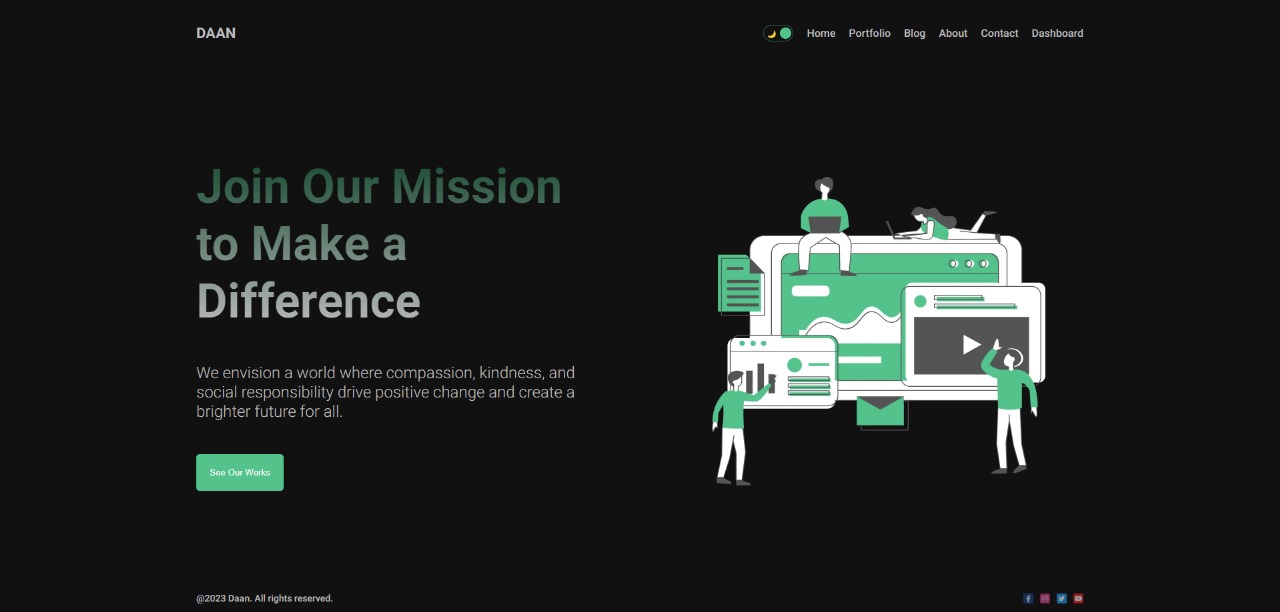 DAAN
Home Portfolio Blog About Contact Dashboard
Join Our Mission
to Make a
Difference
We envision a world where compassion, kindness, and
social responsibility drive positive change and create a
brighter future for all.
See Our Works
@2023 Daan. All rights reserved.